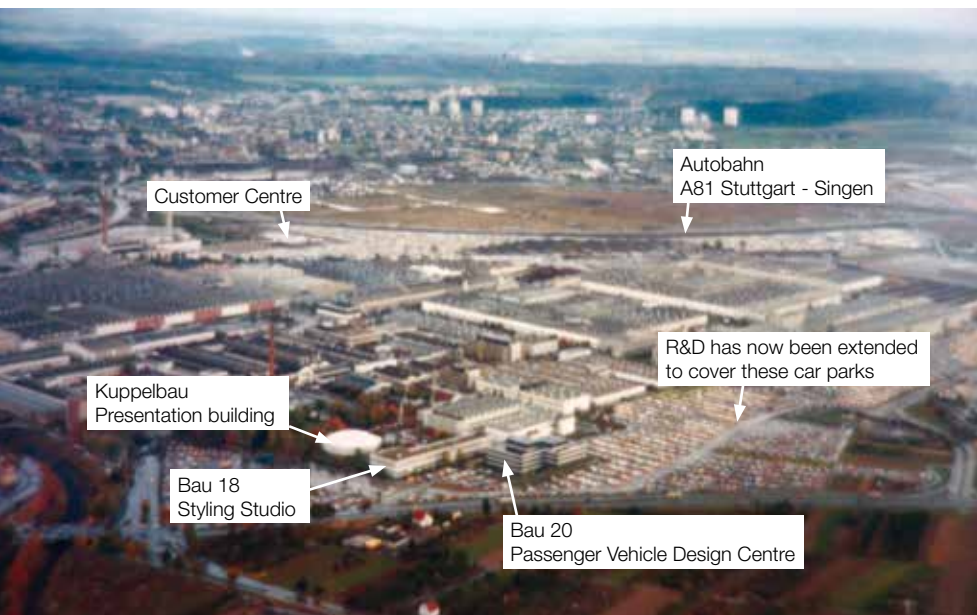 Autobahn
A81 Stuttgart - Singen
Customer Centre
R&D has now been extended
to cover these car parks
Kuppelbau
Presentation building
Bau 18
Styling Studio
Bau 20
Passenger Vehicle Design Centre